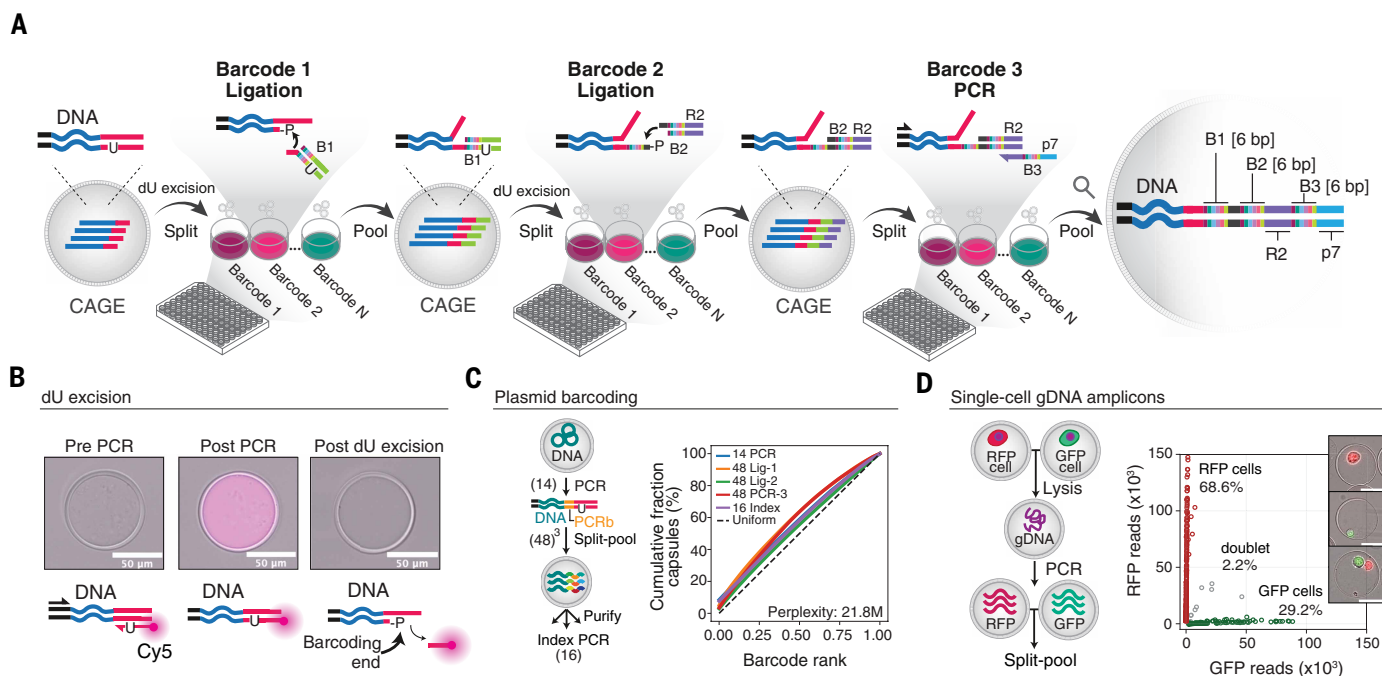 A
Barcode 1
Ligation
Barcode 2
Ligation
Barcode 3
PCR
DNA
U
-P
B1
U
B1
U
R2
-P
B2
B2 R2
R2
p7
B3
B1 [6 bp]
B2 [6 bp]
B3 [6 bp]
DNA
R2
p7
dU excision
Split
Pool
dU excision
Split
Pool
Split
Pool
CAGE
CAGE
CAGE
...
...
...
Barcode 1
Barcode 2
Barcode N
Barcode 1
Barcode 2
Barcode N
Barcode 1
Barcode 2
Barcode N
B
dU excision
Pre PCR
Post PCR
Post dU excision
50 µm
50 µm
50 µm
DNA
DNA
DNA
U
U
-P
Cy5
Barcoding
end
C
Plasmid barcoding
DNA
(14)
PCR
U
DNA
PCRb
(48)3
Split-pool
Purify
Index PCR
(16)
Cumulative fraction
capsules (%)
100
80
60
40
20
0
14 PCR
48 Lig-1
48 Lig-2
48 PCR-3
16 Index
Uniform
Perplexity: 21.8M
0.00
0.25
0.50
0.75
1.00
Barcode rank
D
Single-cell gDNA amplicons
RFP
cell
GFP
cell
Lysis
gDNA
PCR
RFP
GFP
Split-pool
RFP reads (x10³)
150
100
50
0
RFP cells
68.6%
doublet
2.2%
GFP cells
29.2%
0
50
100
150
GFP reads (x10³)